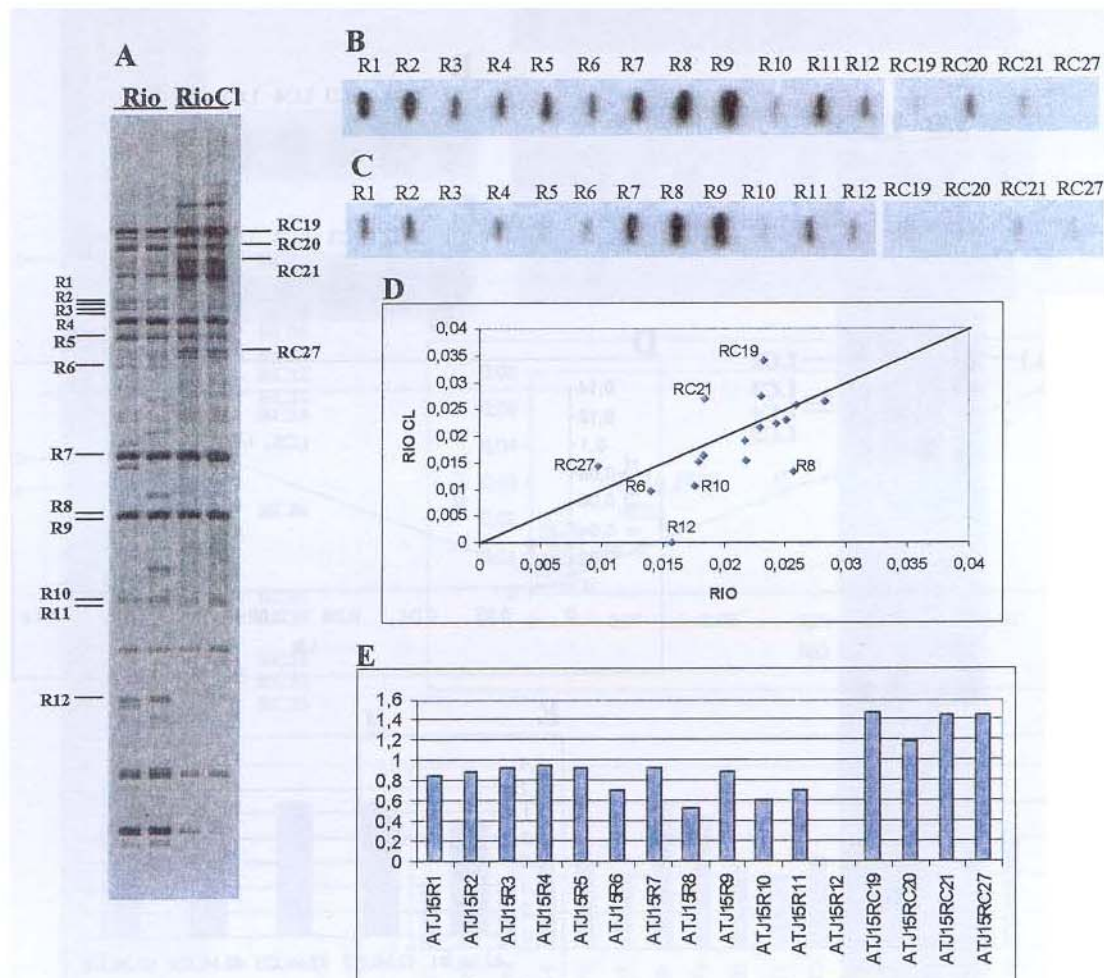 A
Rio RioCl
RC19
RC20
RC21
R1
R2
R3
R4
R5
RC27
R6
R7
R8
R9
R10
R11
R12
B
R1 R2 R3 R4 R5 R6 R7 R8 R9 R10 R11 R12 RC19 RC20 RC21 RC27
C
R1 R2 R3 R4 R5 R6 R7 R8 R9 R10 R11 R12 RC19 RC20 RC21 RC27
D
0,04
0,035
0,03
0,025
0,02
0,015
0,01
0,005
0
RIO CL
RC19
RC21
RC27
R6
R10
R8
R12
0 0,005 0,01 0,015 0,02 0,025 0,03 0,035 0,04
RIO
E
1,6
1,4
1,2
1
0,8
0,6
0,4
0,2
0
ATJ15R1
ATJ15R2
ATJ15R3
ATJ15R4
ATJ15R5
ATJ15R6
ATJ15R7
ATJ15R8
ATJ15R9
ATJ15R10
ATJ15R11
ATJ15R12
ATJ15RC19
ATJ15RC20
ATJ15RC21
ATJ15RC27